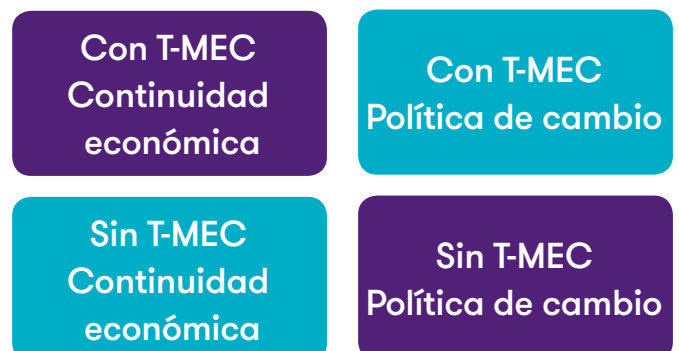 Con T-MEC
Continuidad
económica
Con T-MEC
Política de cambio
Sin T-MEC
Continuidad
económica
Sin T-MEC
Política de cambio